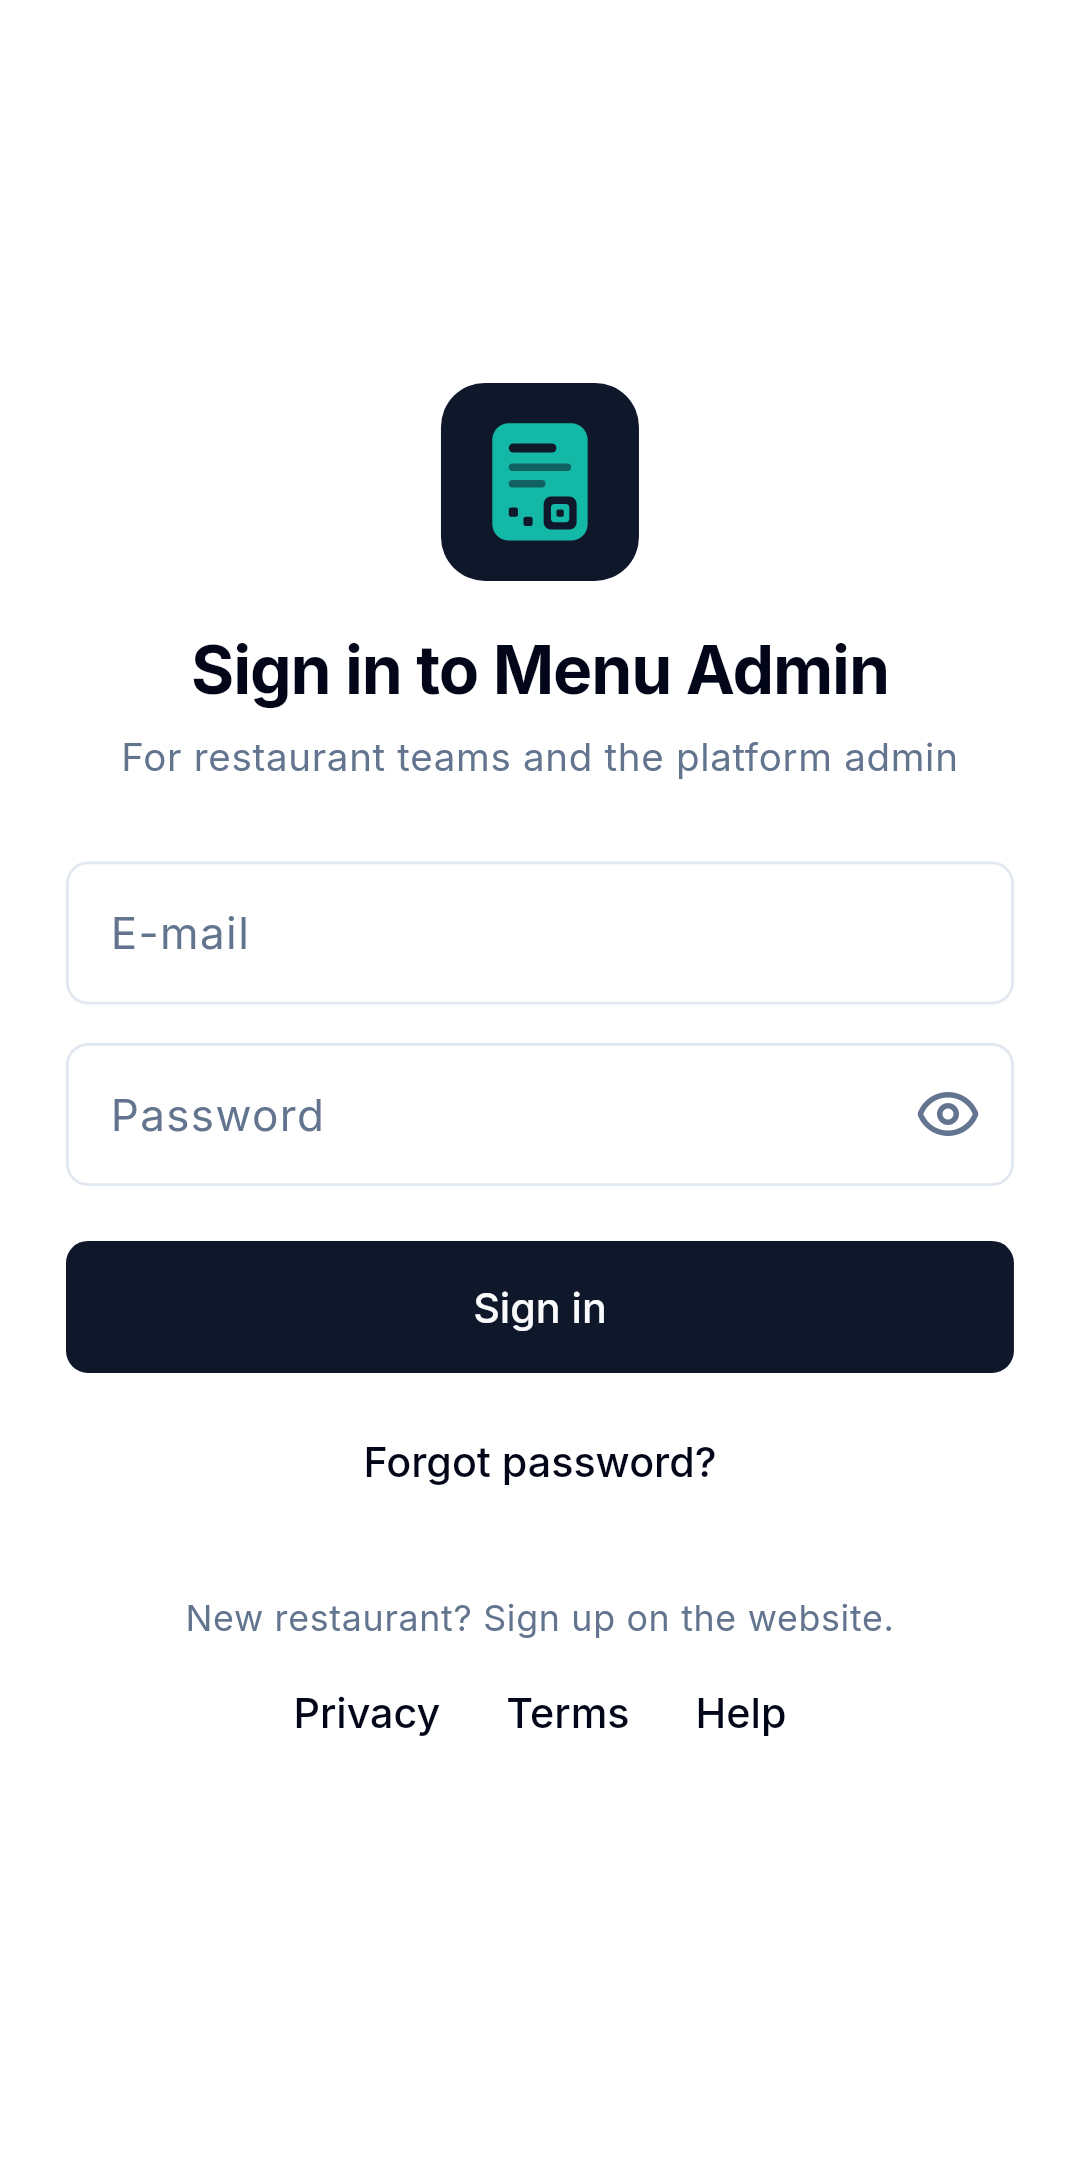 Sign in to Menu Admin
For restaurant teams and the platform admin
E-mail
Password
Sign in
Forgot password?
New restaurant? Sign up on the website.
Privacy Terms Help